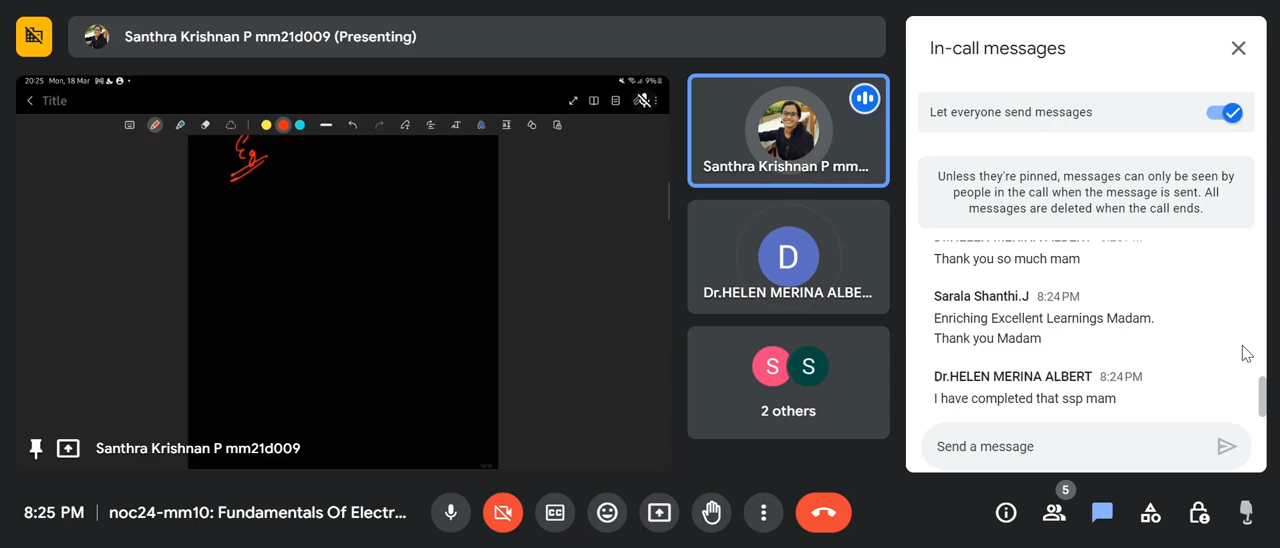 Santhra Krishnan P mm21d009 (Presenting)
20:25 Mon, 18 Mar
9%
Title
Eg
Santhra Krishnan P mm21d009
Santhra Krishnan P mm...
D
Dr.HELEN MERINA ALBE...
S S
2 others
In-call messages
Let everyone send messages
Unless they're pinned, messages can only be seen by
people in the call when the message is sent. All
messages are deleted when the call ends.
Thank you so much mam
Sarala Shanthi.J 8:24 PM
Enriching Excellent Learnings Madam.
Thank you Madam
Dr.HELEN MERINA ALBERT 8:24 PM
I have completed that ssp mam
Send a message
8:25 PM | noc24-mm10: Fundamentals Of Electr...
5